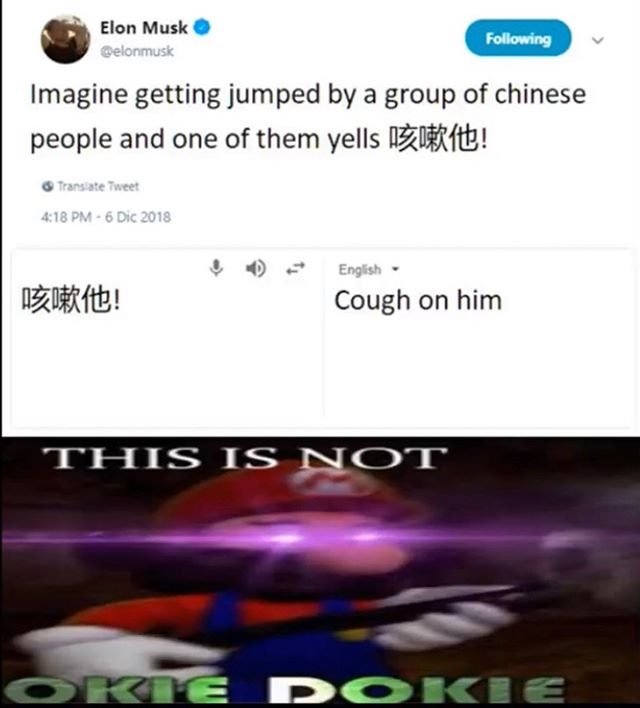 Elon Musk
@elonmusk
Following
Imagine getting jumped by a group of chinese
people and one of them yells 咳嗽他!
Translate Tweet
4:18 PM - 6 Dic 2018
English
咳嗽他!
Cough on him
THIS IS NOT
OKIE DOKIE